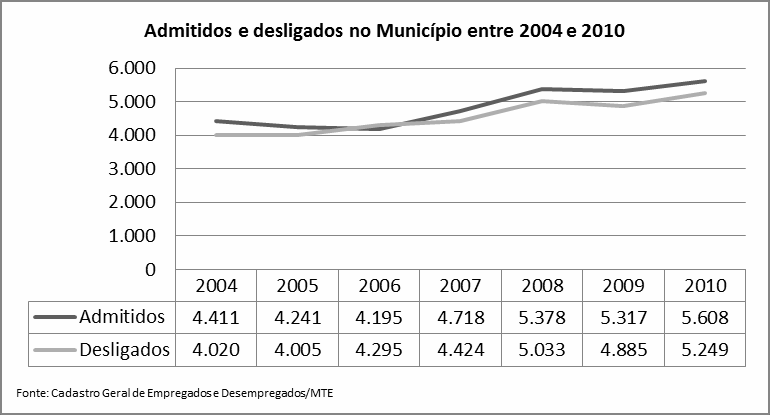 Admitidos e desligados no Município entre 2004 e 2010
6.000
5.000
4.000
3.000
2.000
1.000
0
2004 2005 2006 2007 2008 2009 2010
Admitidos 4.411 4.241 4.195 4.718 5.378 5.317 5.608
Desligados 4.020 4.005 4.295 4.424 5.033 4.885 5.249
Fonte: Cadastro Geral de Empregados e Desempregados/MTE